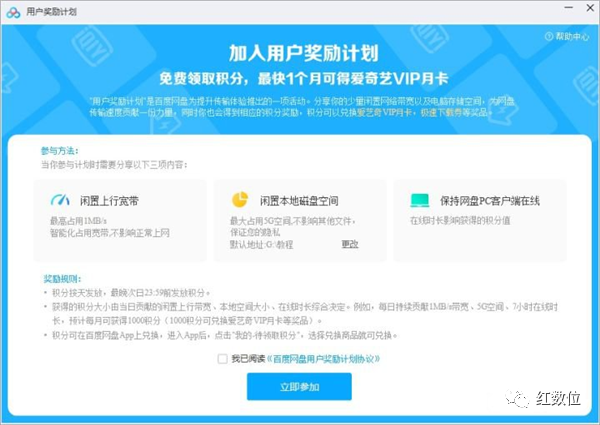 用户奖励计划
帮助中心
加入用户奖励计划
免费领取积分，最快1个月可得爱奇艺VIP月卡
"用户奖励计划"是百度网盘为提升传输体验推出的一项活动。分享你的少量闲置网络带宽以及电脑存储空间，为网盘
传输速度贡献一份力量，同时你也会得到相应的积分奖励，积分可以兑换爱艺奇VIP月卡，极速下载券等奖品。
参与方法：
当你参与计划时需要分享以下三项内容：
闲置上行宽带
最高占用1MB/s
智能化占用宽带,不影响正常上网
闲置本地磁盘空间
最大占用5G空间,不影响其他文件，
保证您的隐私
默认地址:G:\教程
更改
保持网盘PC客户端在线
在线时长影响获得的积分值
奖励规则：
• 积分按天发放，最晚次日23:59前发放积分。
• 获得的积分大小由当日贡献的闲置上行宽带、本地空间大小、在线时长综合决定。例如，每日持续贡献1MB/s带宽、5G空间、7小时在线时
长，预计每月可获得1000积分（1000积分可兑换爱艺奇VIP月卡等奖品）。
• 积分可在百度网盘App上兑换，进入App后，点击"我的-待领取积分"，选择兑换商品就可兑换。
我已阅读《百度网盘用户奖励计划协议》
立即参加
红数位